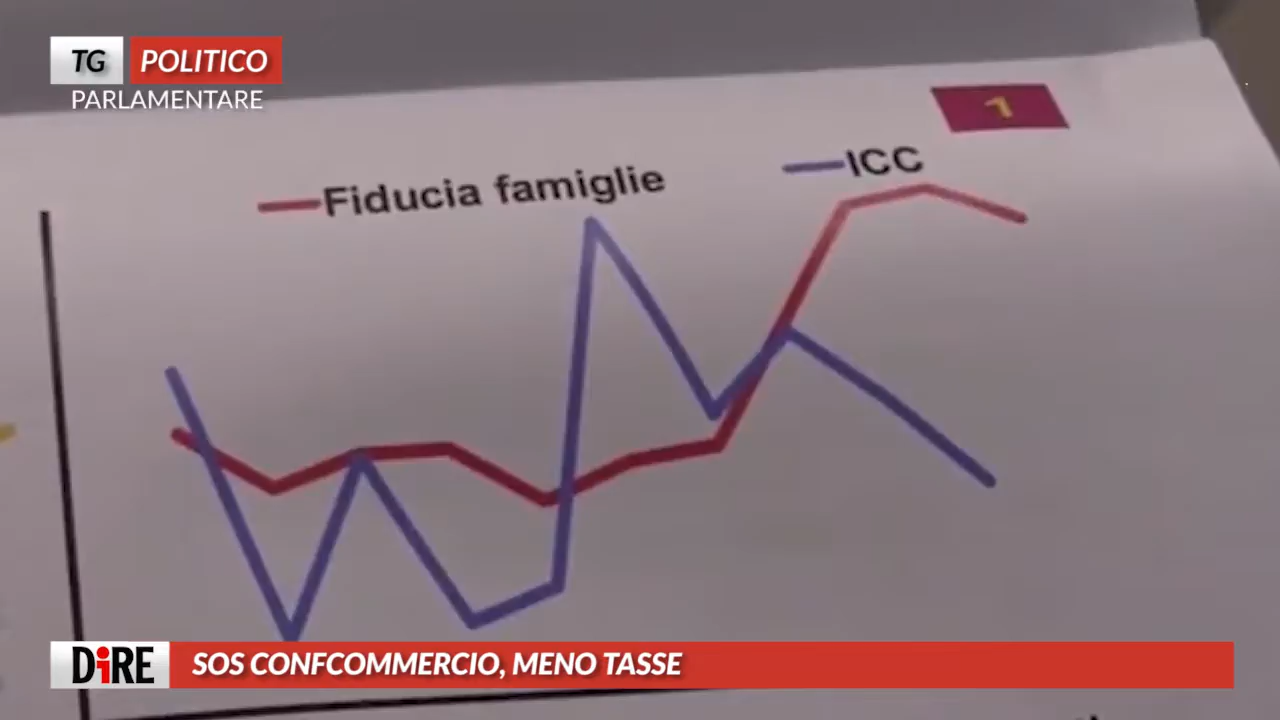 TG POLITICO
PARLAMENTARE
1
Fiducia famiglie
ICC
DiRE
SOS CONFCOMMERCIO, MENO TASSE